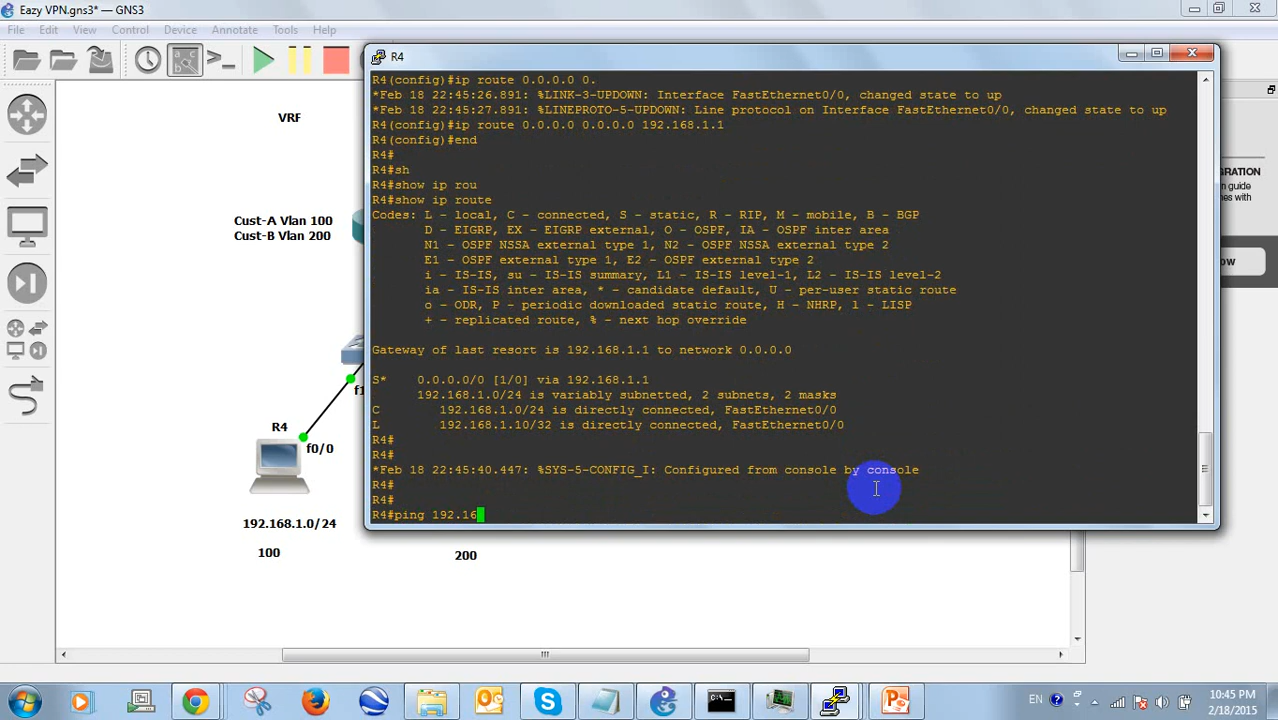 Eazy VPN.gns3* — GNS3
File Edit View Control Device Annotate Tools Help
VRF
Cust-A Vlan 100
Cust-B Vlan 200
R4
f0/0
192.168.1.0/24
100
200
R4
R4(config)#ip route 0.0.0.0 0.
*Feb 18 22:45:26.891: %LINK-3-UPDOWN: Interface FastEthernet0/0, changed state to up
*Feb 18 22:45:27.891: %LINEPROTO-5-UPDOWN: Line protocol on Interface FastEthernet0/0, changed state to up
R4(config)#ip route 0.0.0.0 0.0.0.0 192.168.1.1
R4(config)#end
R4#
R4#sh
R4#show ip rou
R4#show ip route
Codes: L - local, C - connected, S - static, R - RIP, M - mobile, B - BGP
D - EIGRP, EX - EIGRP external, O - OSPF, IA - OSPF inter area
N1 - OSPF NSSA external type 1, N2 - OSPF NSSA external type 2
E1 - OSPF external type 1, E2 - OSPF external type 2
i - IS-IS, su - IS-IS summary, L1 - IS-IS level-1, L2 - IS-IS level-2
ia - IS-IS inter area, * - candidate default, U - per-user static route
o - ODR, P - periodic downloaded static route, H - NHRP, l - LISP
+ - replicated route, % - next hop override
Gateway of last resort is 192.168.1.1 to network 0.0.0.0
S* 0.0.0.0/0 [1/0] via 192.168.1.1
192.168.1.0/24 is variably subnetted, 2 subnets, 2 masks
C 192.168.1.0/24 is directly connected, FastEthernet0/0
L 192.168.1.10/32 is directly connected, FastEthernet0/0
R4#
R4#
*Feb 18 22:45:40.447: %SYS-5-CONFIG_I: Configured from console by console
R4#
R4#
R4#ping 192.16
GRATION
n guide
mes with
ow
EN
10:45 PM
2/18/2015